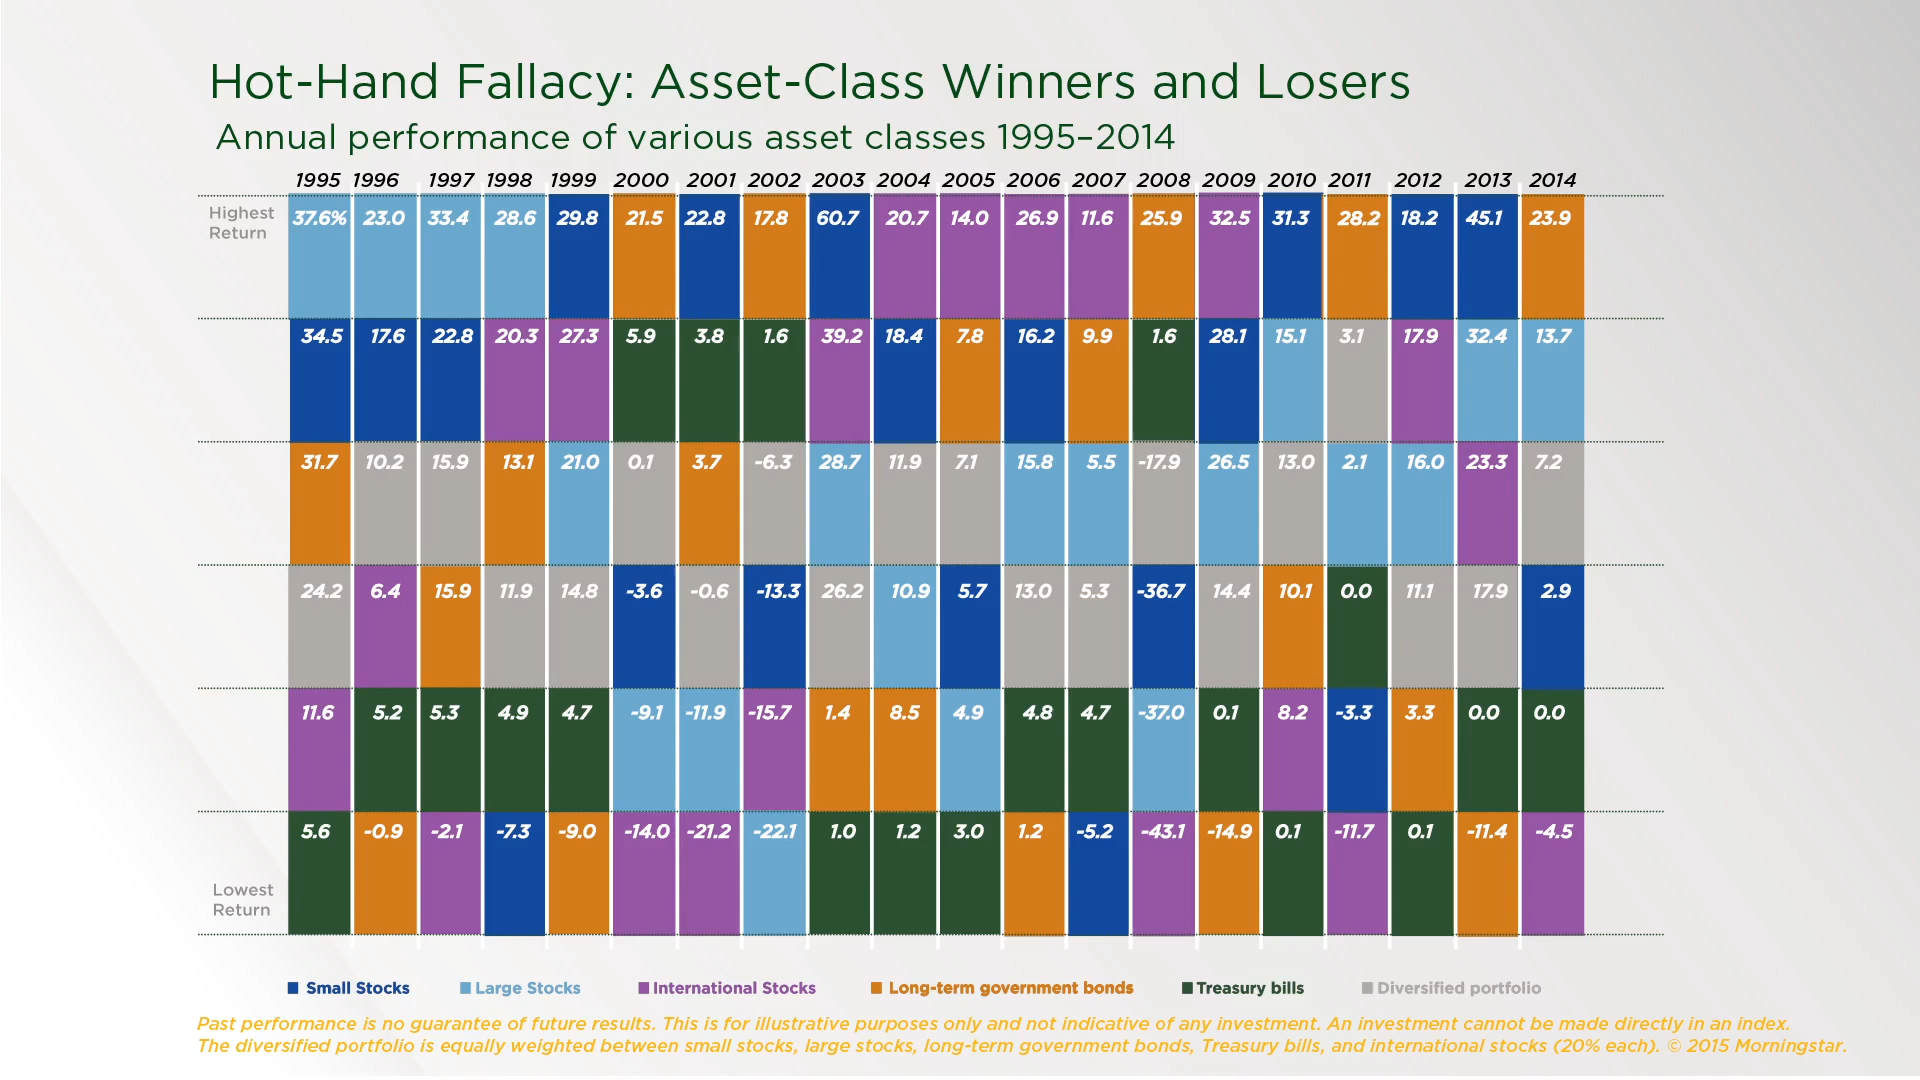 Hot-Hand Fallacy: Asset-Class Winners and Losers
Annual performance of various asset classes 1995–2014
1995 1996 1997 1998 1999 2000 2001 2002 2003 2004 2005 2006 2007 2008 2009 2010 2011 2012 2013 2014
Highest
Return
37.6% 23.0 33.4 28.6 29.8 21.5 22.8 17.8 60.7 20.7 14.0 26.9 11.6 25.9 32.5 31.3 28.2 18.2 45.1 23.9
34.5 17.6 22.8 20.3 27.3 5.9 3.8 1.6 39.2 18.4 7.8 16.2 9.9 1.6 28.1 15.1 3.1 17.9 32.4 13.7
31.7 10.2 15.9 13.1 21.0 0.1 3.7 -6.3 28.7 11.9 7.1 15.8 5.5 -17.9 26.5 13.0 2.1 16.0 23.3 7.2
24.2 6.4 15.9 11.9 14.8 -3.6 -0.6 -13.3 26.2 10.9 5.7 13.0 5.3 -36.7 14.4 10.1 0.0 11.1 17.9 2.9
11.6 5.2 5.3 4.9 4.7 -9.1 -11.9 -15.7 1.4 8.5 4.9 4.8 4.7 -37.0 0.1 8.2 -3.3 3.3 0.0 0.0
5.6 -0.9 -2.1 -7.3 -9.0 -14.0 -21.2 -22.1 1.0 1.2 3.0 1.2 -5.2 -43.1 -14.9 0.1 -11.7 0.1 -11.4 -4.5
Lowest
Return
Small Stocks Large Stocks International Stocks Long-term government bonds Treasury bills Diversified portfolio
Past performance is no guarantee of future results. This is for illustrative purposes only and not indicative of any investment. An investment cannot be made directly in an index.
The diversified portfolio is equally weighted between small stocks, large stocks, long-term government bonds, Treasury bills, and international stocks (20% each). © 2015 Morningstar.